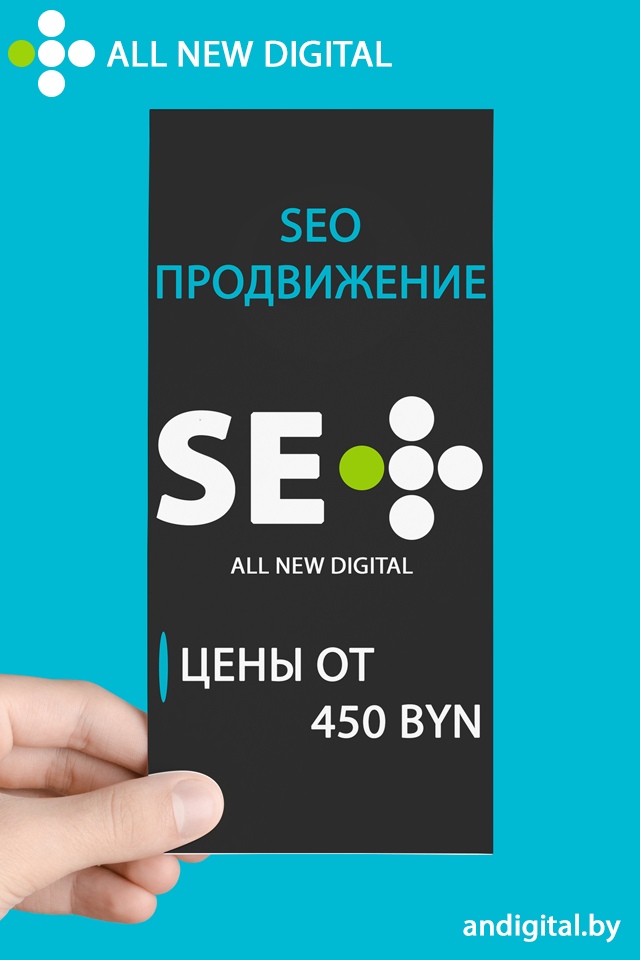 ALL NEW DIGITAL
SEO
ПРОДВИЖЕНИЕ
SE
ALL NEW DIGITAL
ЦЕНЫ ОТ
450 BYN
andigital.by